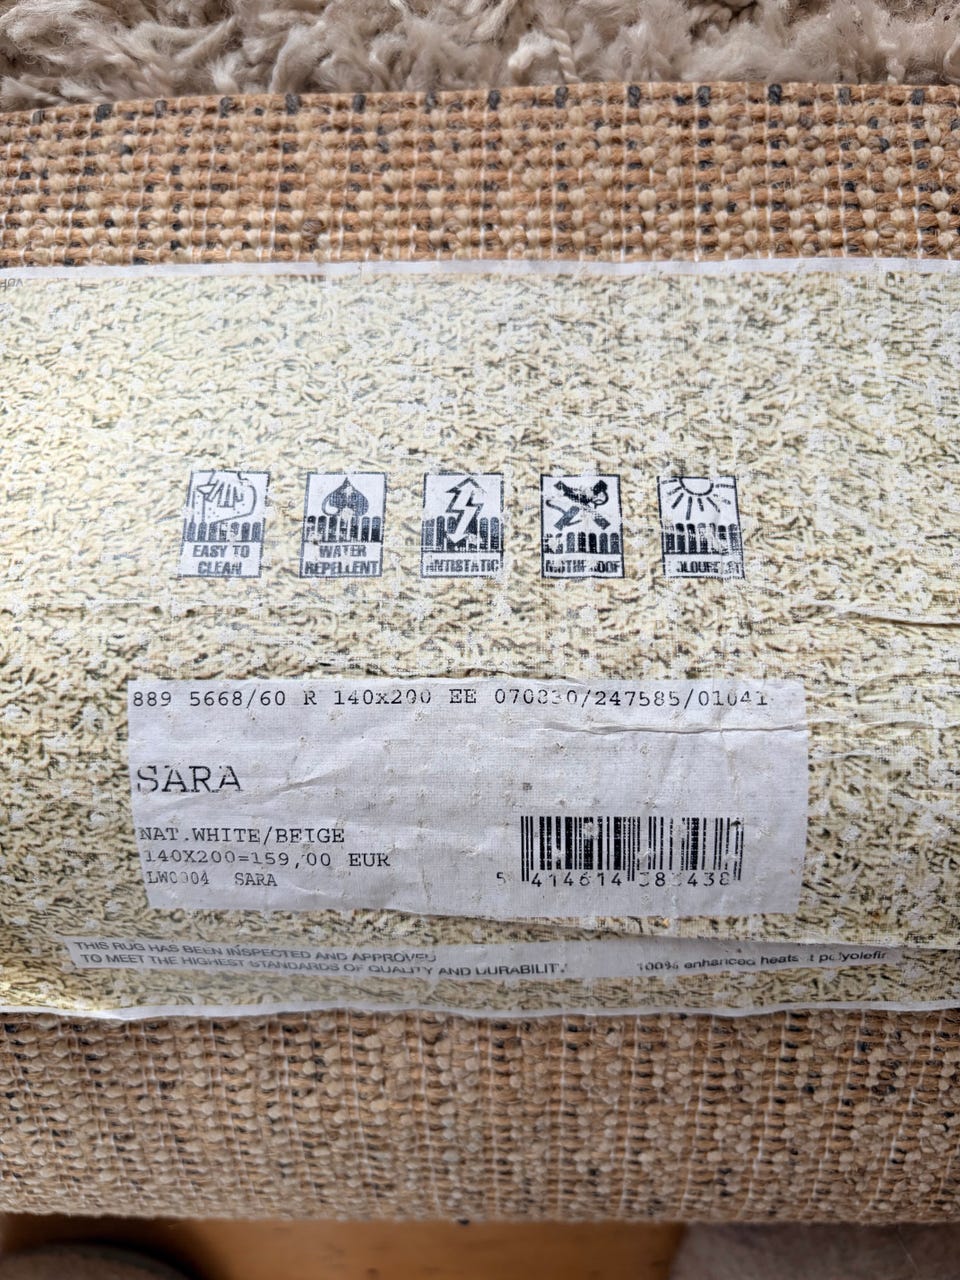 EASY TO
CLEAN
WATER
REPELLENT
ANTISTATIC
889 5668/60 R 140x200 EE
SARA
NAT.WHITE/BEIGE
140X200=159,00 EUR
SARA
THIS RUG HAS BEEN INSPECTED AND APPROVED
TO MEET THE HIGHEST STANDARDS OF QUALITY AND DURABILITY.
100% enhanced